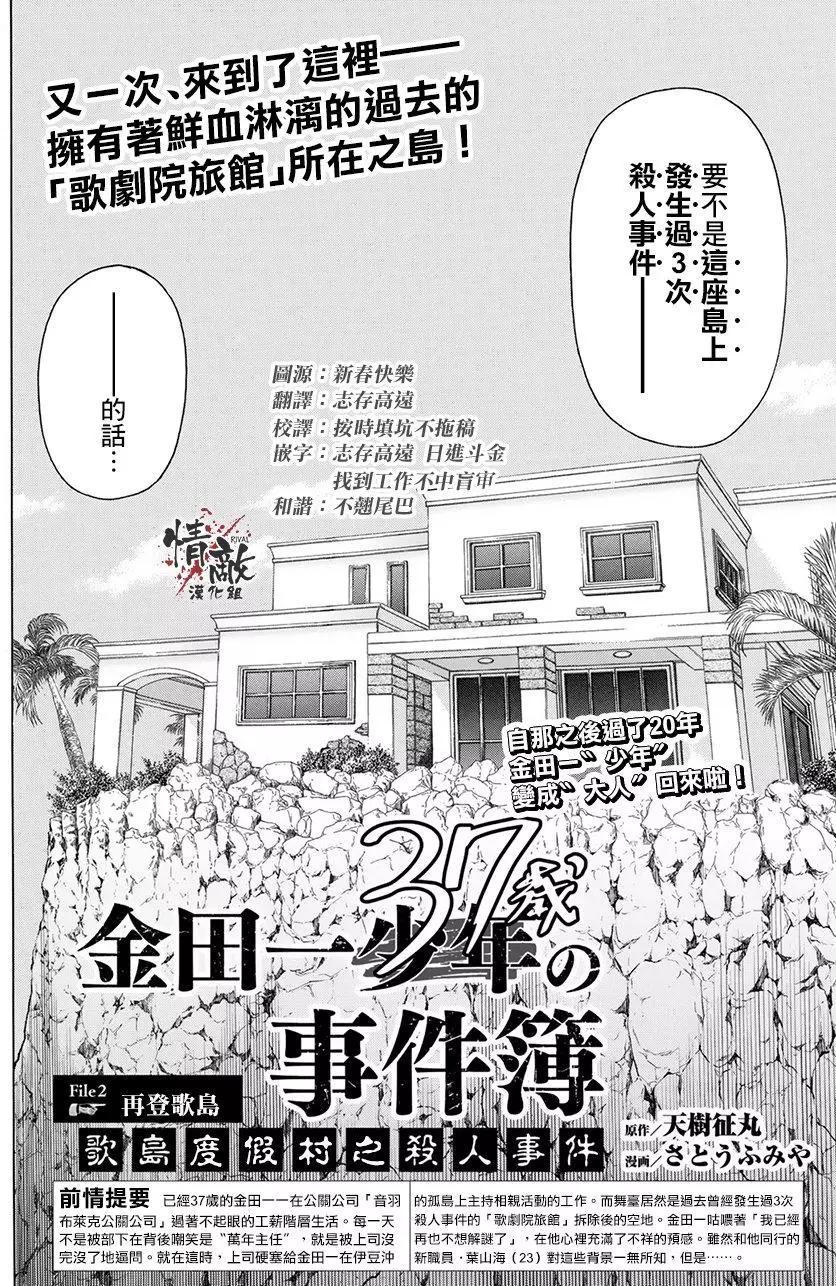 又一次、來到了這裡——
擁有著鮮血淋漓的過去的
「歌劇院旅館」所在之島！
要不是這座島上
發生過3次
殺人事件——
——的話…
圖源：新春快樂
翻譯：志存高遠
校譯：按時填坑不拖稿
嵌字：志存高遠 日進斗金
找到工作不中盲审
和諧：不翹尾巴
情敵
RIVAL
漢化組
自那之後過了20年
金田一〝少年〞
變成〝大人〞回來啦！
37歲
金田一少年の
事件簿
File 2
再登歌島
歌島度假村之殺人事件
原作／天樹征丸
漫画／さとうふみや
前情提要 已經37歲的金田一一在公關公司「音羽
布萊克公關公司」過著不起眼的工薪階層生活。每一天
不是被部下在背後嘲笑是“萬年主任”，就是被上司沒
完沒了地逼問。就在這時，上司硬塞給金田一在伊豆沖
的孤島上主持相親活動的工作。而舞臺居然是過去曾經發生過3次
殺人事件的「歌劇院旅館」拆除後的空地。金田一咕噥著「我已經
再也不想解謎了」，在他心裡充滿了不祥的預感。雖然和他同行的
新職員·葉山海（23）對這些背景一無所知，但是……。